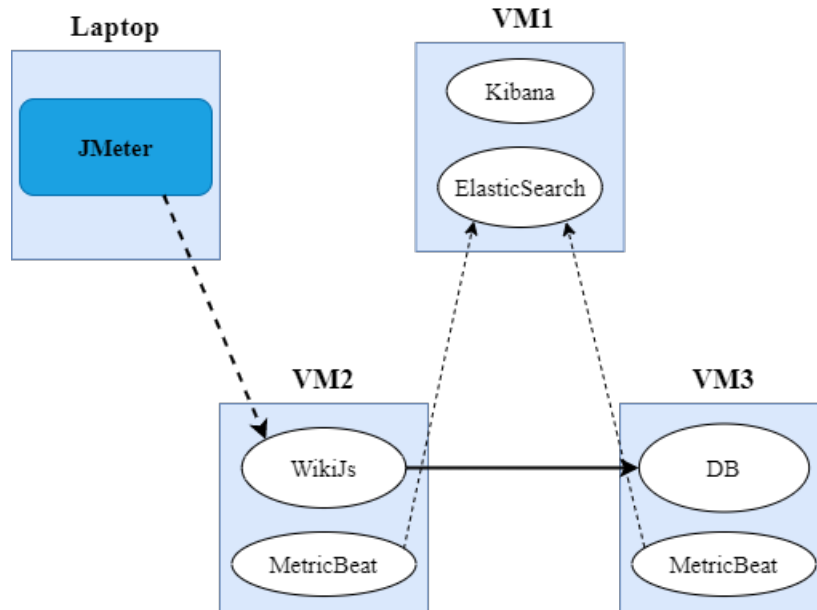 Laptop
JMeter
VM1
Kibana
ElasticSearch
VM2
WikiJs
MetricBeat
VM3
DB
MetricBeat